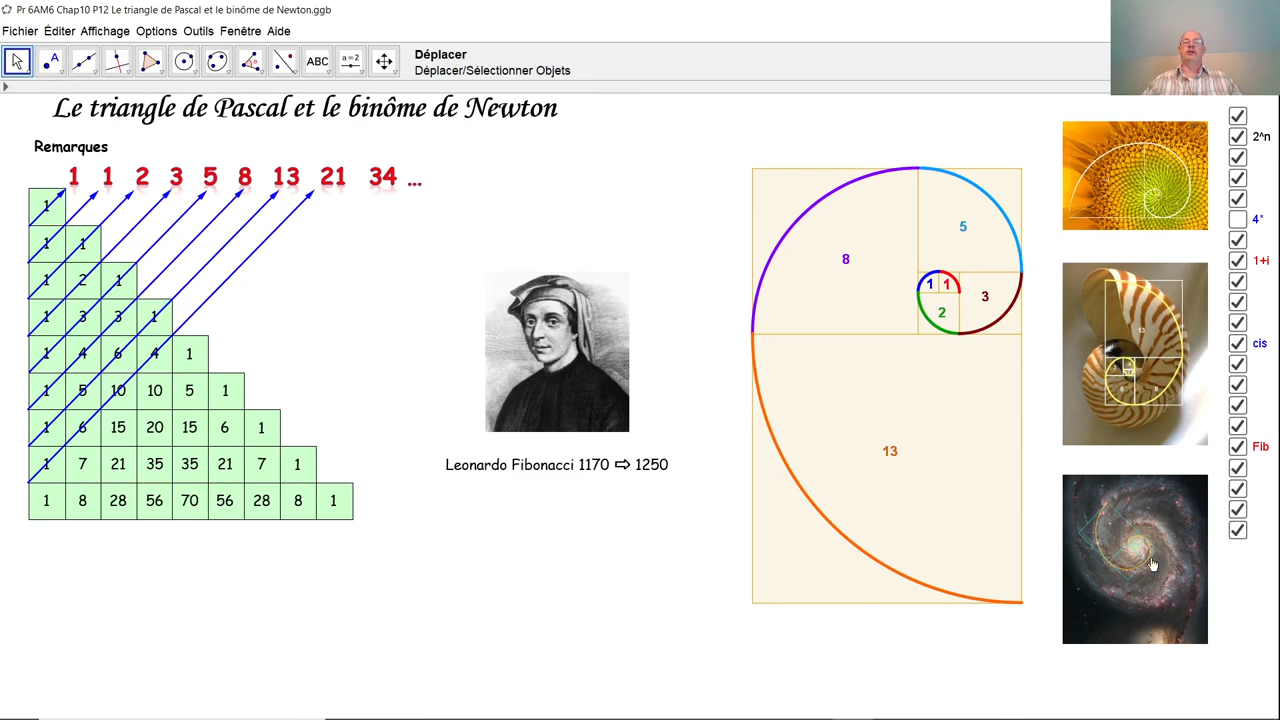 Pr 6AM6 Chap10 P12 Le triangle de Pascal et le binôme de Newton.ggb
Fichier Éditer Affichage Options Outils Fenêtre Aide
A
ABC
a=2
Déplacer
Déplacer/Sélectionner Objets
Le triangle de Pascal et le binôme de Newton
Remarques
1 1 2 3 5 8 13 21 34 ...
1
1 1
1 2 1
1 3 3 1
1 4 6 4 1
1 5 10 10 5 1
1 6 15 20 15 6 1
1 7 21 35 35 21 7 1
1 8 28 56 70 56 28 8 1
Leonardo Fibonacci 1170 ⇨ 1250
8
5
1 1
3
2
13
13
8
2^n
4*
1+i
cis
Fib